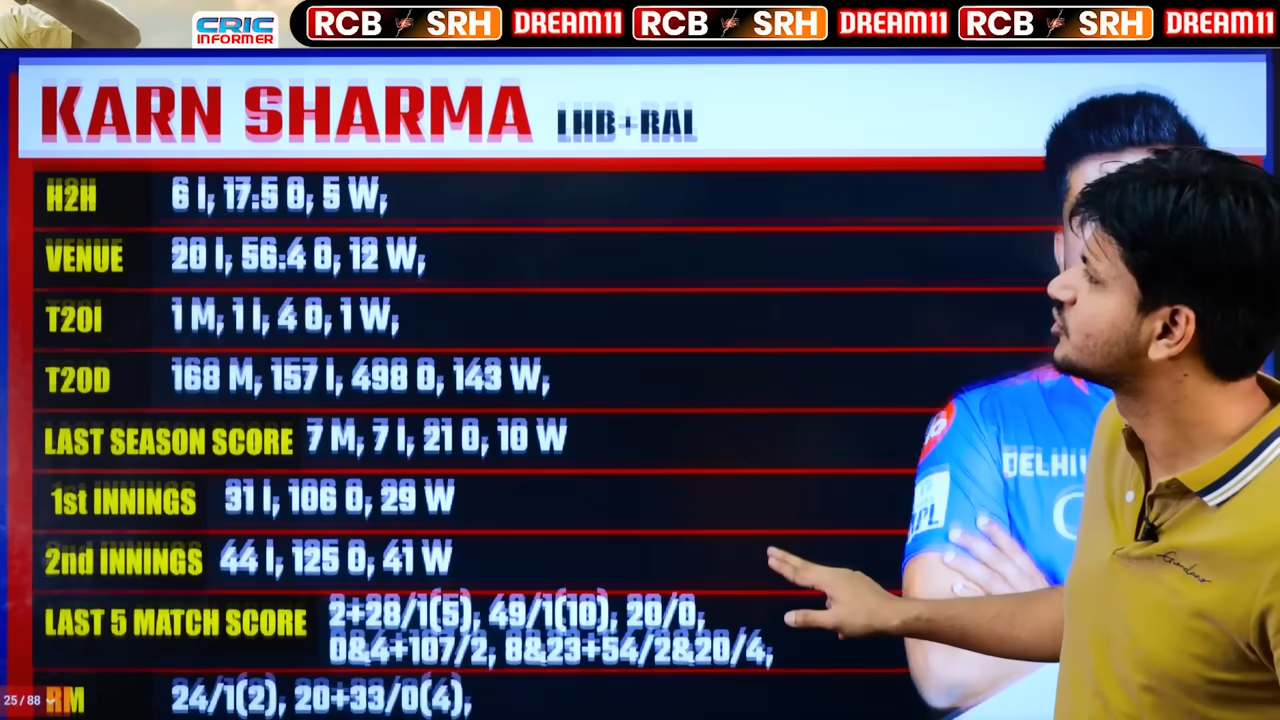 CRIC
INFORMER
RCB SRH DREAM11 RCB SRH DREAM11 RCB SRH DREAM11
KARN SHARMA LHB+RAL
H2H 6 I, 17:5 O, 5 W,
VENUE 20 I, 56:4 O, 12 W,
T20I 1 M, 1 I, 4 O, 1 W,
T20D 168 M, 157 I, 498 O, 143 W,
LAST SEASON SCORE 7 M, 7 I, 21 O, 10 W
1st INNINGS 31 I, 106 O, 29 W
2nd INNINGS 44 I, 125 O, 41 W
LAST 5 MATCH SCORE 2+28/1(5), 49/1(10), 20/0,
0&4+107/2, 8&23+54/2&20/4,
RM 24/1(2), 20+33/0(4),
25/88
DELHI
IPL
Giordano